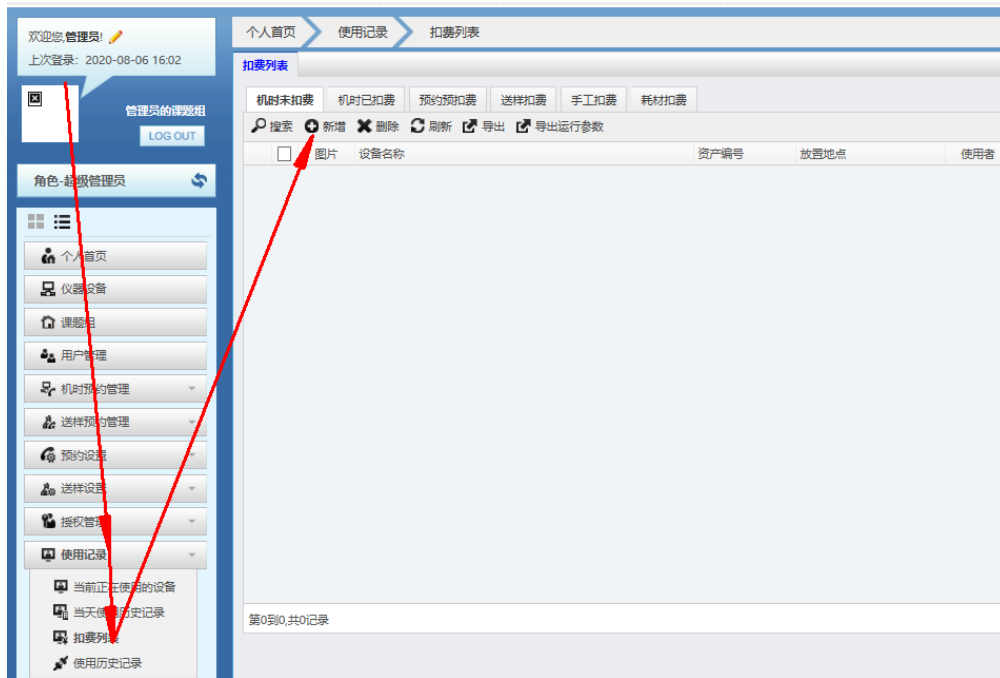 欢迎您,管理员!
上次登录: 2020-08-06 16:02
管理员的课题组
LOG OUT
角色-超级管理员
个人首页
仪器设备
课题组
用户管理
机时预约管理
送样预约管理
预约设置
送样设置
授权管理
使用记录
当前正在使用的设备
当天使用历史记录
扣费列表
使用历史记录
个人首页 使用记录 扣费列表
扣费列表
机时未扣费 机时已扣费 预约预扣费 送样扣费 手工扣费 耗材扣费
搜索 新增 删除 刷新 导出 导出运行参数
图片 设备名称 资产编号 放置地点 使用者
第0到0,共0记录